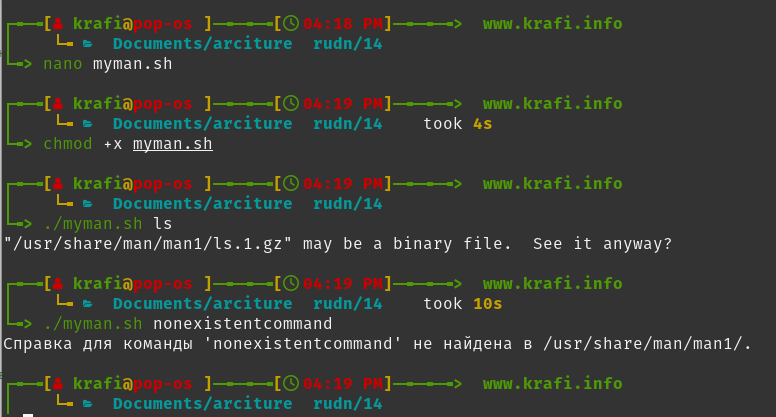 [ krafi@pop-os ] [ 04:18 PM] > www.krafi.info
Documents/arciture rudn/14
> nano myman.sh
[ krafi@pop-os ] [ 04:19 PM] > www.krafi.info
Documents/arciture rudn/14 took 4s
> chmod +x myman.sh
[ krafi@pop-os ] [ 04:19 PM] > www.krafi.info
Documents/arciture rudn/14
> ./myman.sh ls
"/usr/share/man/man1/ls.1.gz" may be a binary file.  See it anyway?
[ krafi@pop-os ] [ 04:19 PM] > www.krafi.info
Documents/arciture rudn/14 took 10s
> ./myman.sh nonexistentcommand
Справка для команды 'nonexistentcommand' не найдена в /usr/share/man/man1/.
[ krafi@pop-os ] [ 04:19 PM] > www.krafi.info
Documents/arciture rudn/14